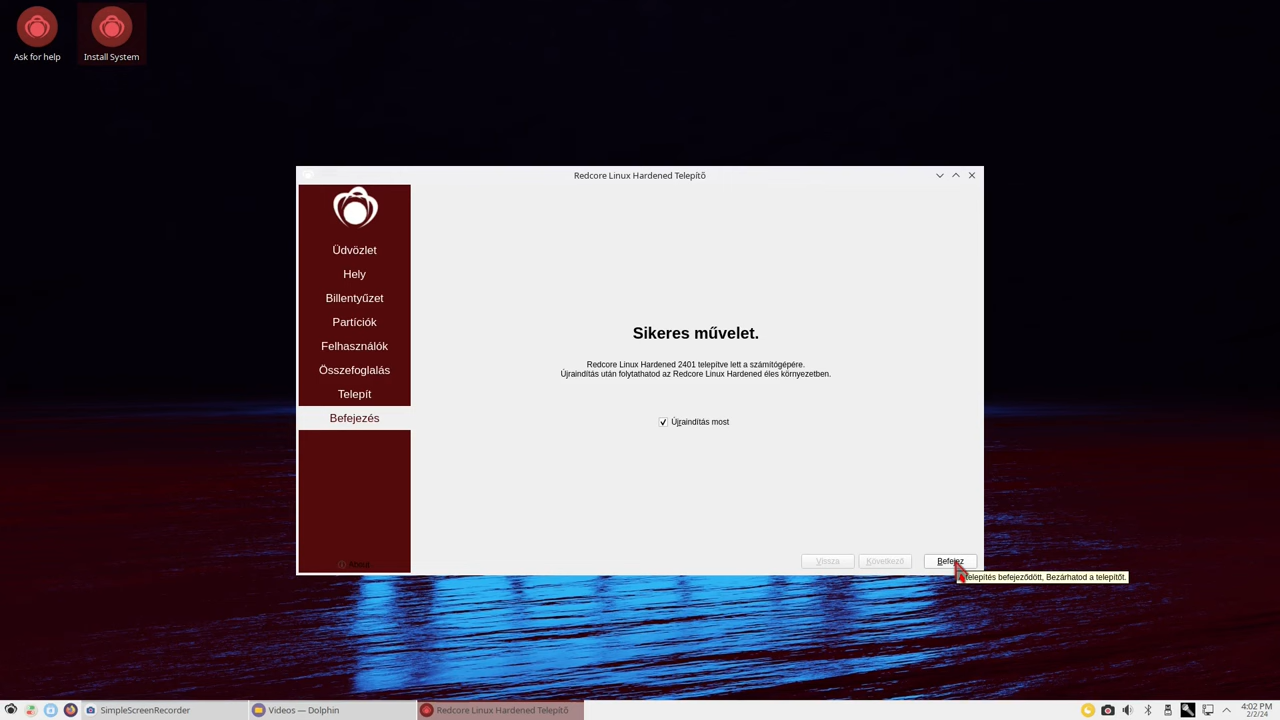 Ask for help
Install System
Redcore Linux Hardened Telepítő
Üdvözlet
Hely
Billentyűzet
Partíciók
Felhasználók
Összefoglalás
Telepít
Befejezés
About
Sikeres művelet.
Redcore Linux Hardened 2401 telepítve lett a számítógépére.
Újraindítás után folytathatod az Redcore Linux Hardened éles környezetben.
Újraindítás most
Vissza
Következő
Befejez
telepítés befejeződött, Bezárhatod a telepítőt.
SimpleScreenRecorder
Videos — Dolphin
Redcore Linux Hardened Telepítő
4:02 PM
2/2/24